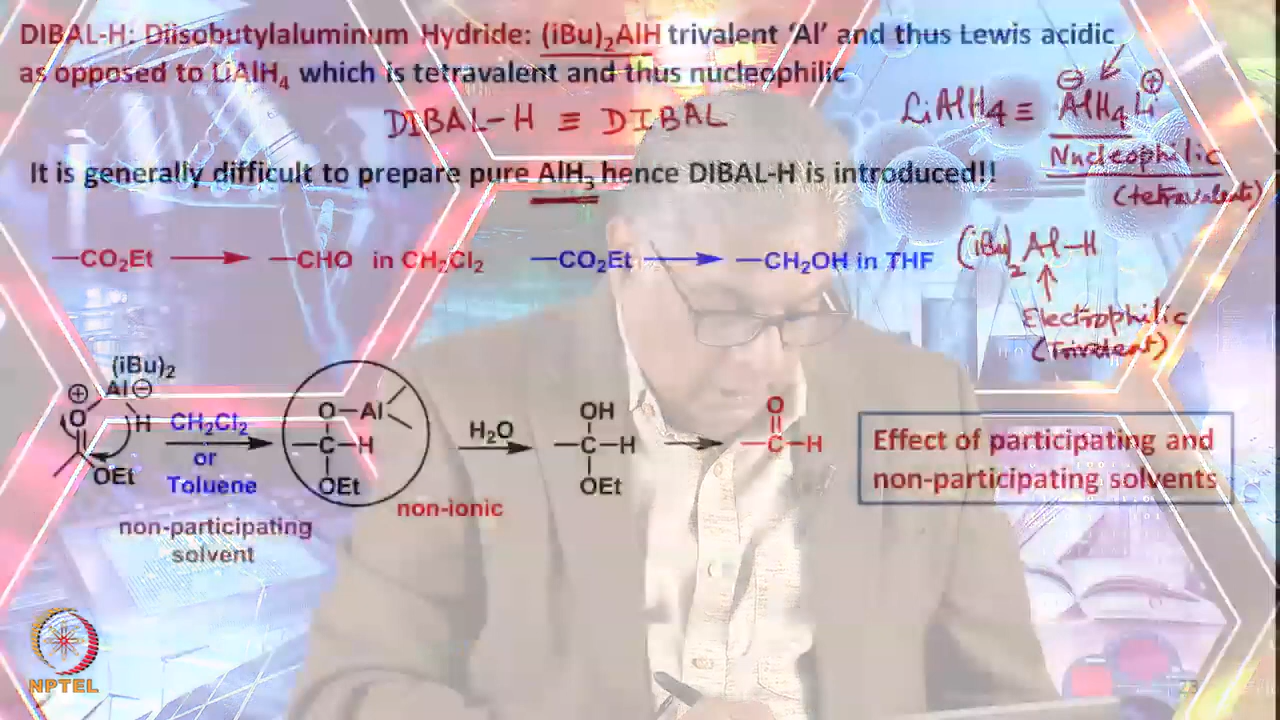 DIBAL-H: Diisobutylaluminum Hydride: (iBu)₂AlH trivalent 'Al' and thus Lewis acidic
as opposed to LiAlH₄ which is tetravalent and thus nucleophilic
DIBAL-H ≡ DIBAL
LiAlH4 ≡ ⊖AlH4 Li⊕
Nucleophilic
(tetravalent)
It is generally difficult to prepare pure AlH₃ hence DIBAL-H is introduced!!
—CO₂Et → —CHO in CH₂Cl₂
—CO₂Et → —CH₂OH in THF
(iBu)₂Al-H
Electrophilic
(Trivalent)
(iBu)₂
⊕ Al⊖
O H
OEt
CH₂Cl₂
or
Toluene
non-participating
solvent
O—Al
—C—H
OEt
non-ionic
H₂O
OH
—C—H
OEt
O
—C—H
Effect of participating and
non-participating solvents
NPTEL
23